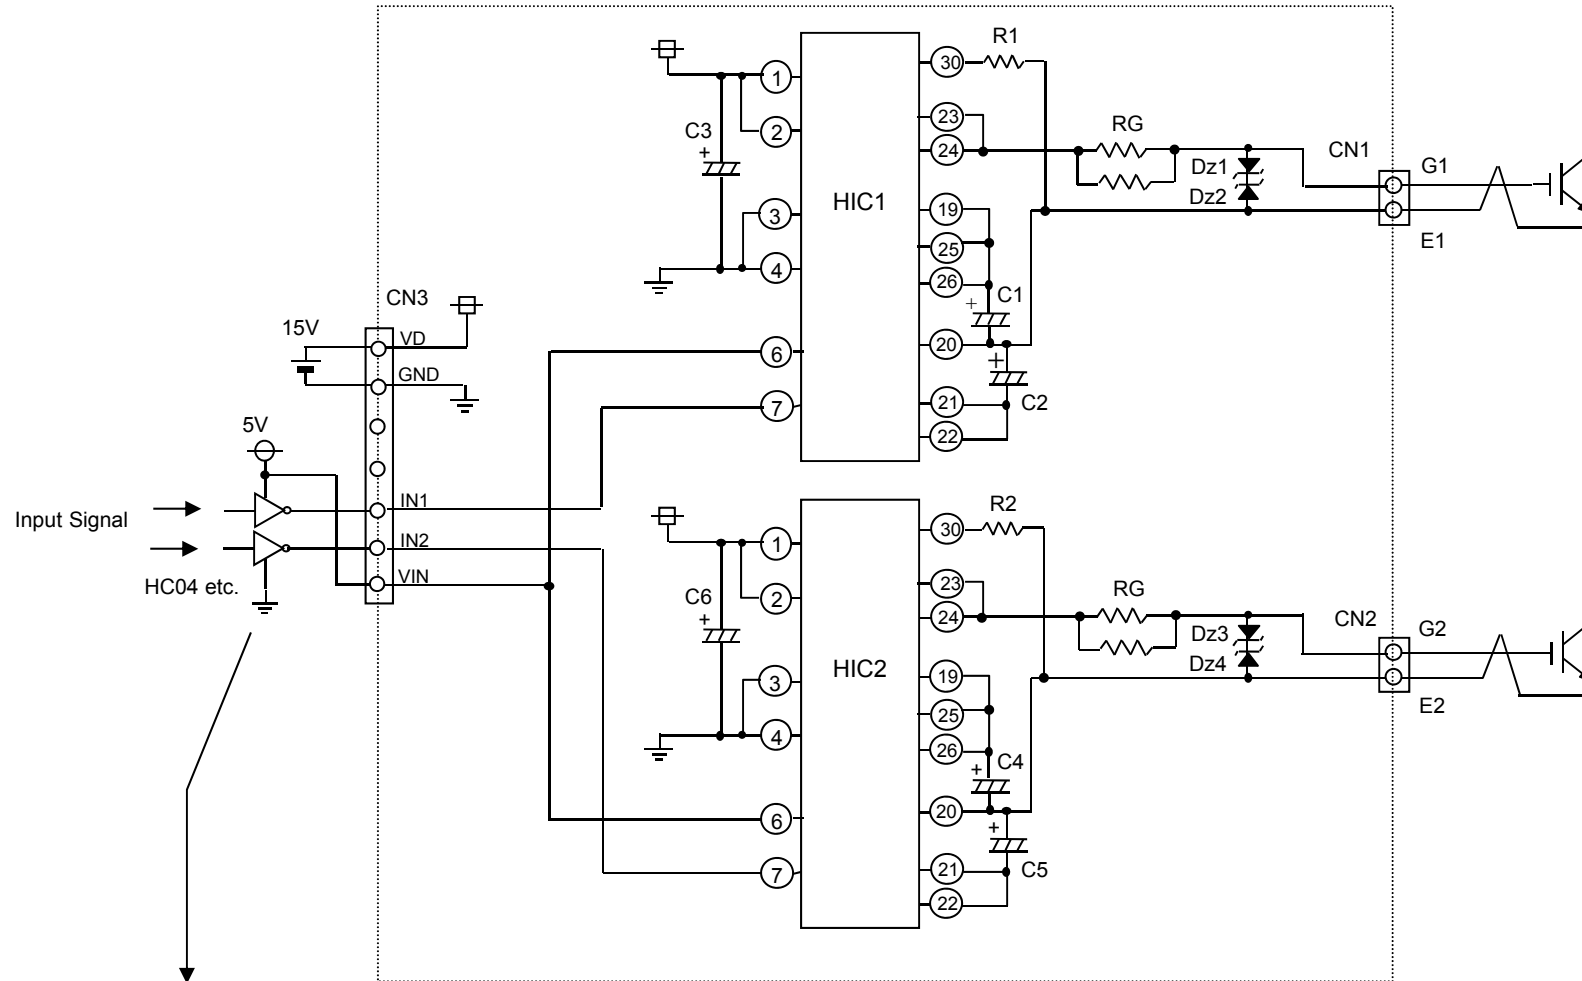 R1
30
1
23
RG
C3
+
2
24
CN1
G1
Dz1
Dz2
HIC1
19
3
25
E1
4
26
+
C1
CN3
15V
VD
20
6
+
GND
21
C2
7
5V
22
IN1
Input Signal
R2
30
1
IN2
VIN
HC04 etc.
23
RG
C6
+
2
24
CN2
G2
Dz3
Dz4
HIC2
19
3
25
E2
4
26
+
C4
20
6
+
21
C5
7
22